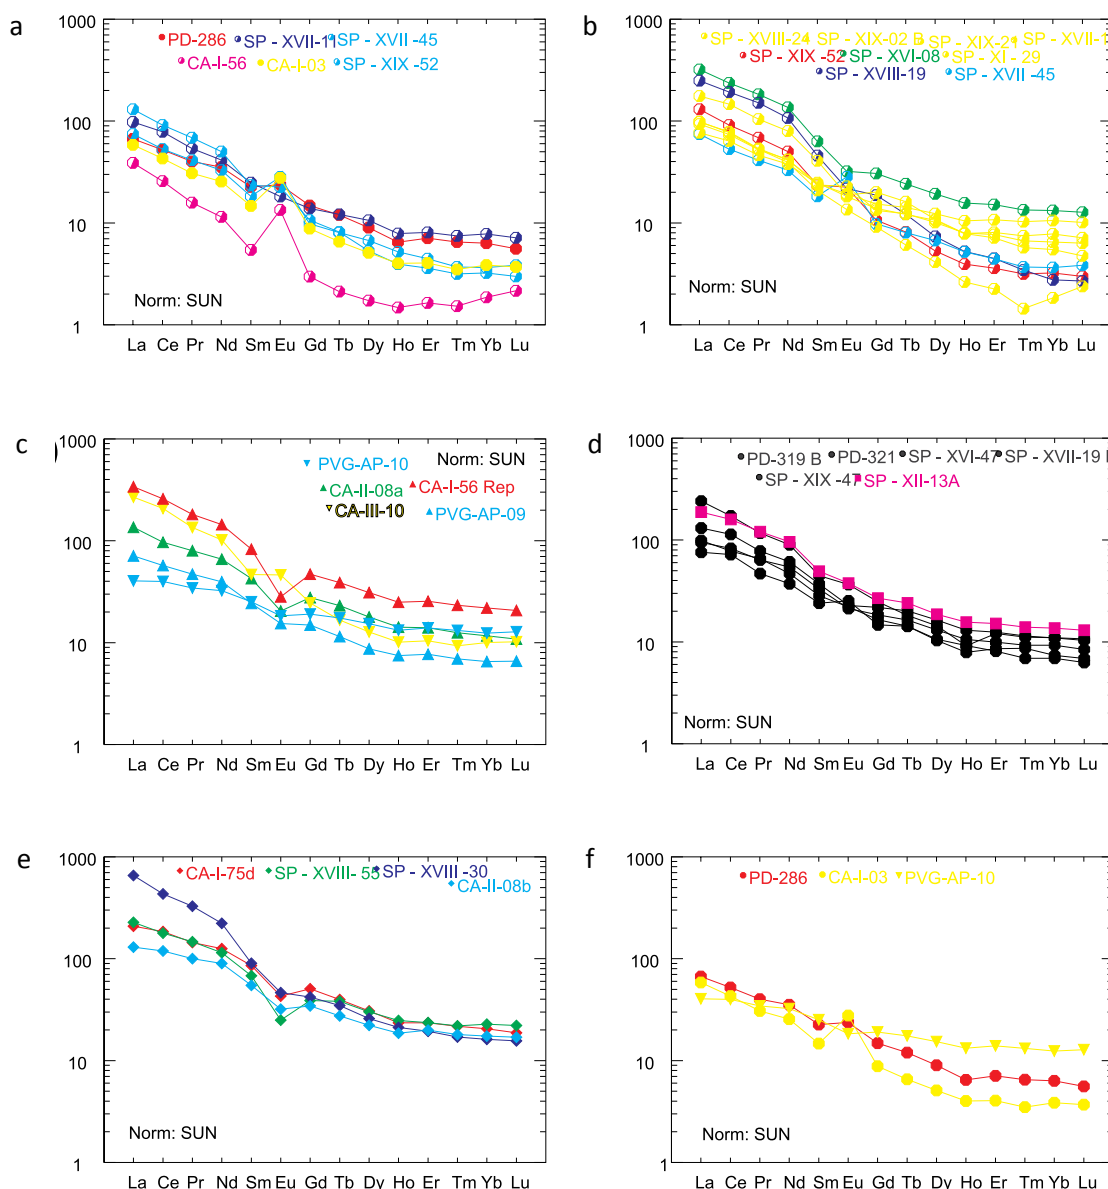 a
PD-286 SP - XVII-11 SP - XVII -45
CA-I-56 CA-I-03 SP - XIX -52
1000
100
10
1
Norm: SUN
La Ce Pr Nd Sm Eu Gd Tb Dy Ho Er Tm Yb Lu
b
SP - XVIII-24 SP - XIX-02 B SP - XIX-21 SP - XVII-1
SP - XIX -52 SP - XVI-08 SP - XI - 29
SP - XVIII-19 SP - XVII -45
1000
100
10
1
Norm: SUN
La Ce Pr Nd Sm Eu Gd Tb Dy Ho Er Tm Yb Lu
c
PVG-AP-10 Norm: SUN
CA-II-08a CA-I-56 Rep
CA-III-10 PVG-AP-09
1000
100
10
1
La Ce Pr Nd Sm Eu Gd Tb Dy Ho Er Tm Yb Lu
d
PD-319 B PD-321 SP - XVI-47 SP - XVII-19
SP - XIX -47 SP - XII-13A
1000
100
10
1
Norm: SUN
La Ce Pr Nd Sm Eu Gd Tb Dy Ho Er Tm Yb Lu
e
CA-I-75d SP - XVIII- 55 SP - XVIII -30
CA-II-08b
1000
100
10
1
Norm: SUN
La Ce Pr Nd Sm Eu Gd Tb Dy Ho Er Tm Yb Lu
f
PD-286 CA-I-03 PVG-AP-10
1000
100
10
1
Norm: SUN
La Ce Pr Nd Sm Eu Gd Tb Dy Ho Er Tm Yb Lu